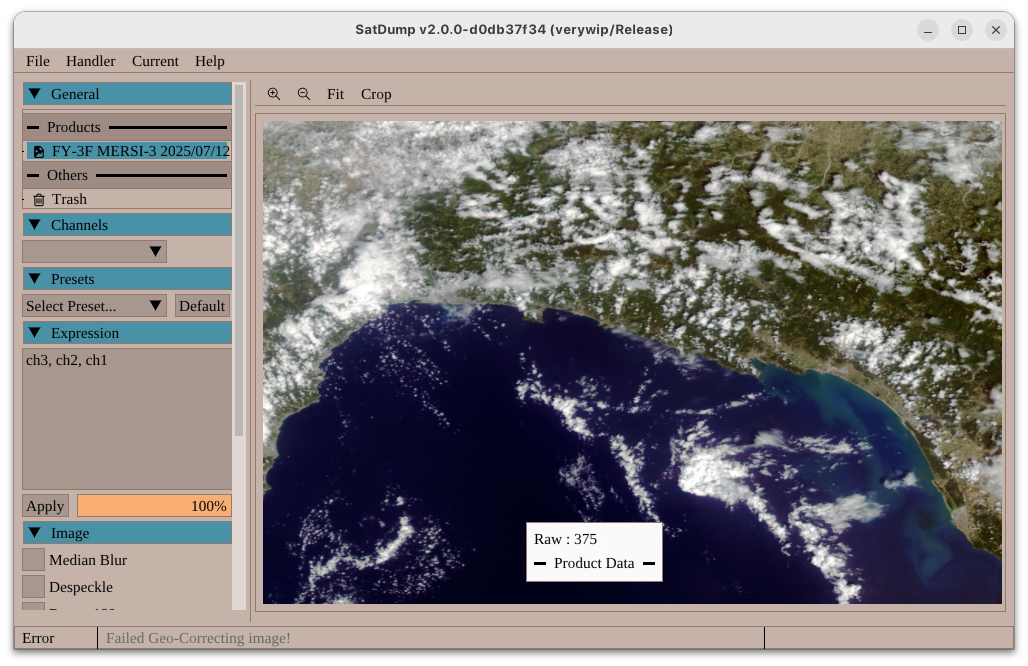 SatDump v2.0.0-d0db37f34 (verywip/Release)
File Handler Current Help
General
Fit Crop
Products
FY-3F MERSI-3 2025/07/12
Others
Trash
Channels
Presets
Select Preset... Default
Expression
ch3, ch2, ch1
Apply 100%
Image
Median Blur
Despeckle
Raw : 375
Product Data
Error Failed Geo-Correcting image!